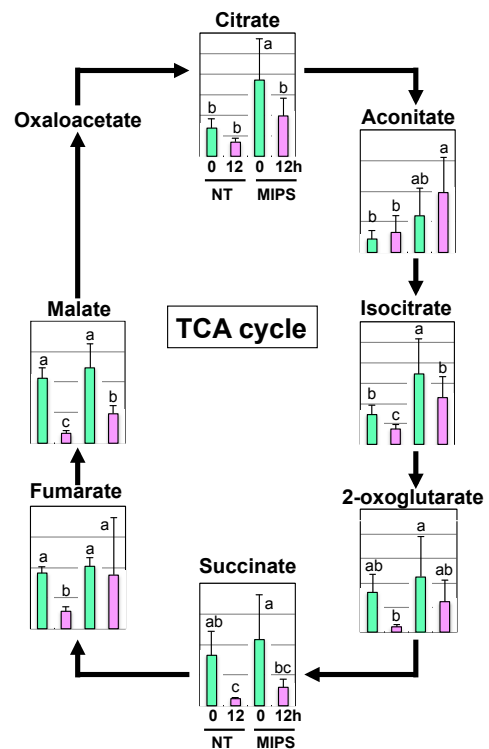 Citrate
a
b
b
b
0 12 0 12h
NT MIPS
Oxaloacetate
Aconitate
a
ab
b
b
Malate
a
a
b
c
TCA cycle
Isocitrate
a
b
b
c
Fumarate
a
a
a
b
2-oxoglutarate
a
ab
ab
b
Succinate
a
ab
bc
c
0 12 0 12h
NT MIPS